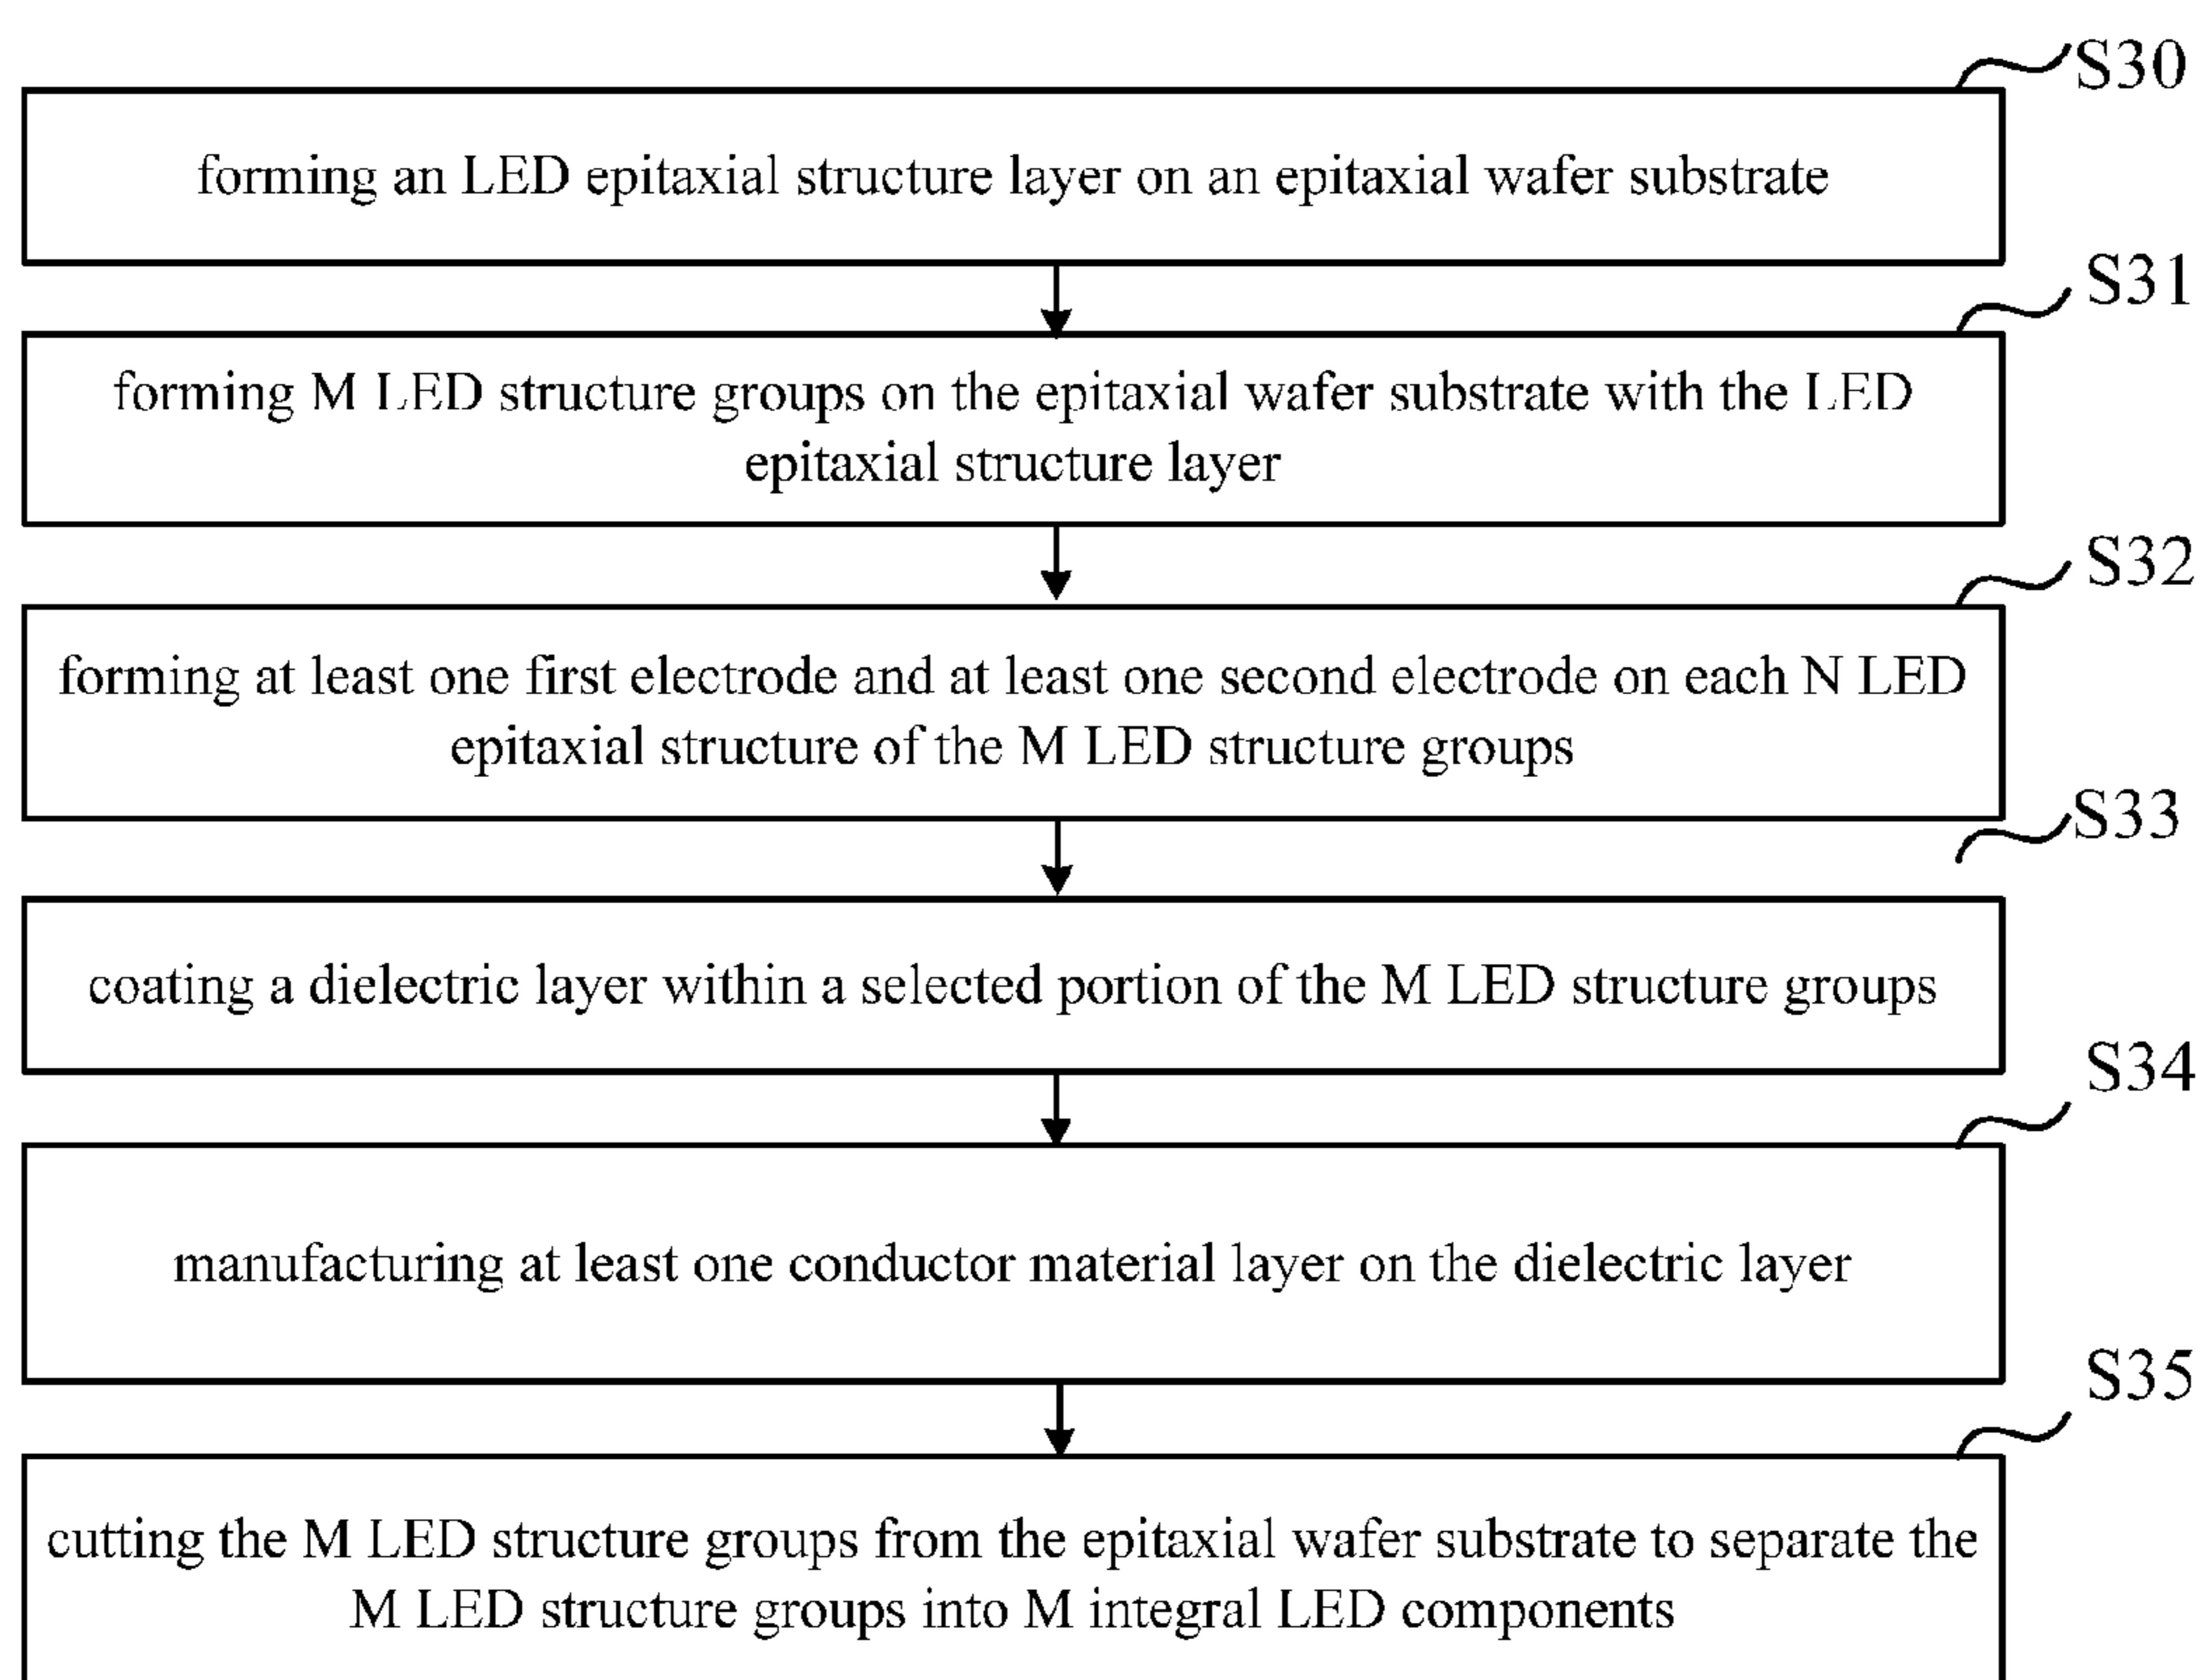 S30
forming an LED epitaxial structure layer on an epitaxial wafer substrate
S31
forming M LED structure groups on the epitaxial wafer substrate with the LED
epitaxial structure layer
S32
forming at least one first electrode and at least one second electrode on each N LED
epitaxial structure of the M LED structure groups
S33
coating a dielectric layer within a selected portion of the M LED structure groups
S34
manufacturing at least one conductor material layer on the dielectric layer
S35
cutting the M LED structure groups from the epitaxial wafer substrate to separate the
M LED structure groups into M integral LED components